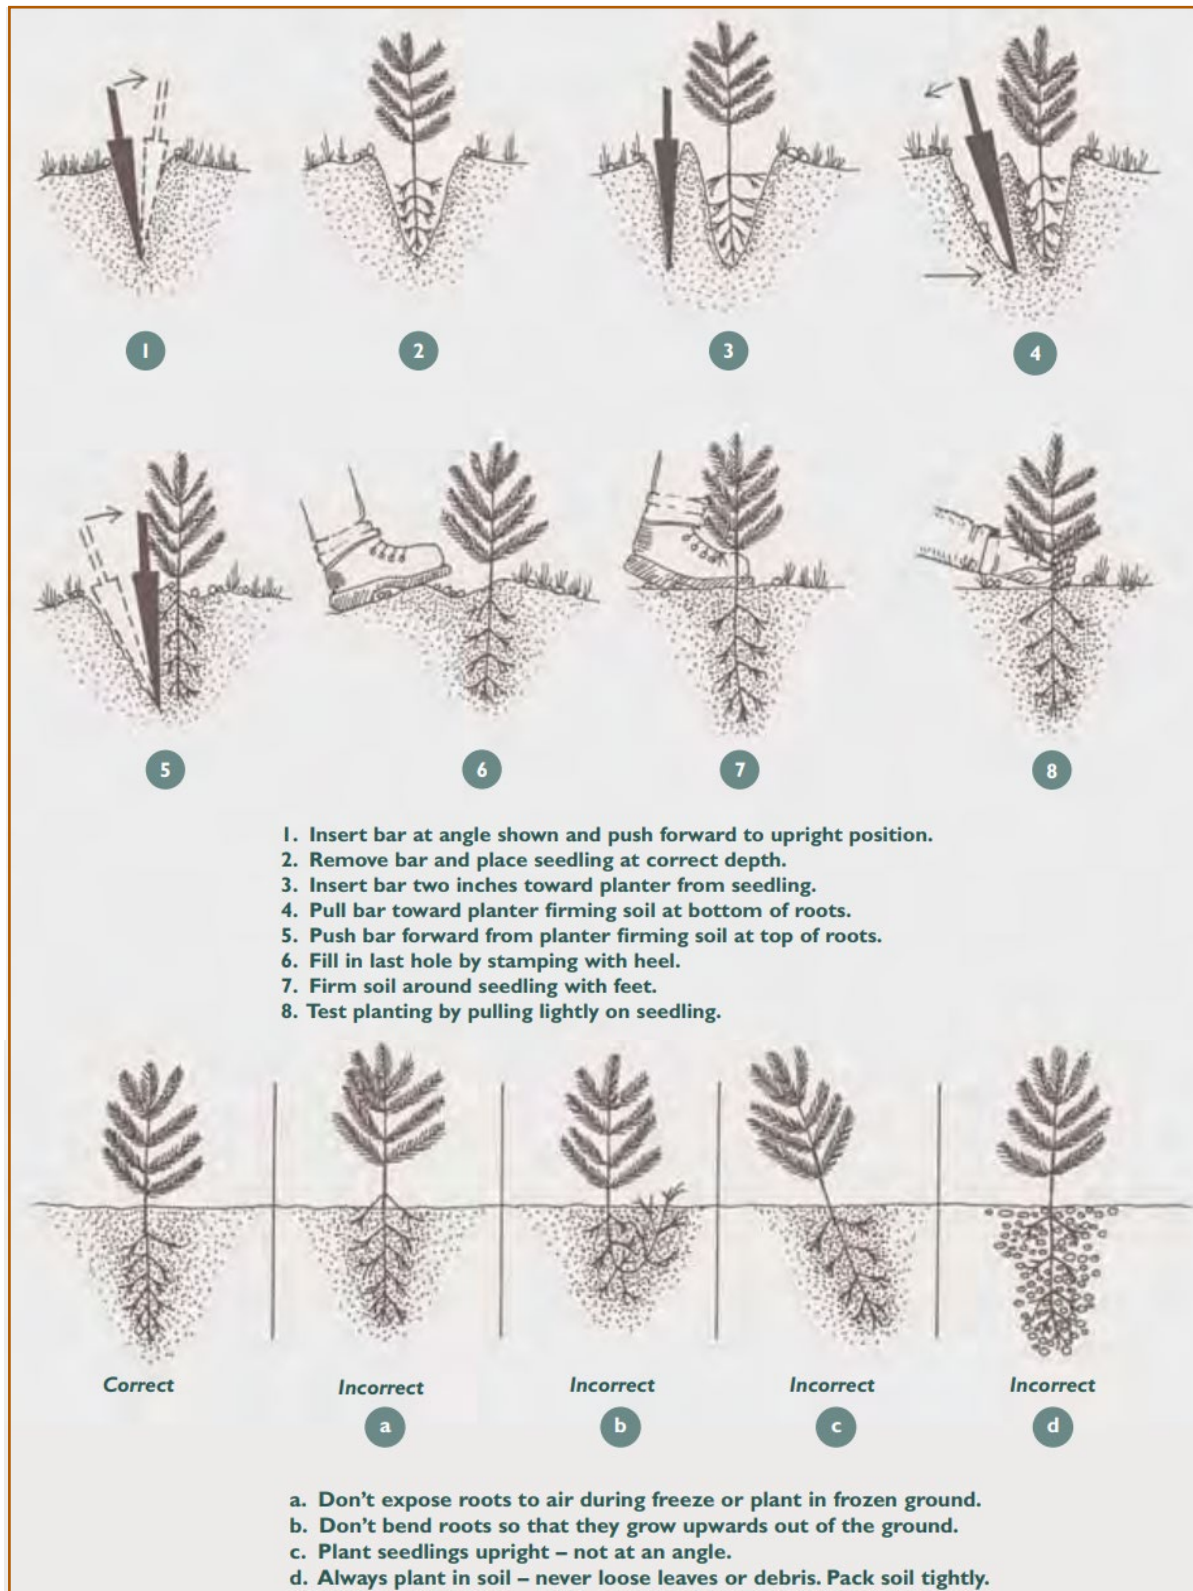 1
2
3
4
5
6
7
8
1. Insert bar at angle shown and push forward to upright position.
2. Remove bar and place seedling at correct depth.
3. Insert bar two inches toward planter from seedling.
4. Pull bar toward planter firming soil at bottom of roots.
5. Push bar forward from planter firming soil at top of roots.
6. Fill in last hole by stamping with heel.
7. Firm soil around seedling with feet.
8. Test planting by pulling lightly on seedling.
Correct
Incorrect
Incorrect
Incorrect
Incorrect
a
b
c
d
a. Don’t expose roots to air during freeze or plant in frozen ground.
b. Don’t bend roots so that they grow upwards out of the ground.
c. Plant seedlings upright – not at an angle.
d. Always plant in soil – never loose leaves or debris. Pack soil tightly.